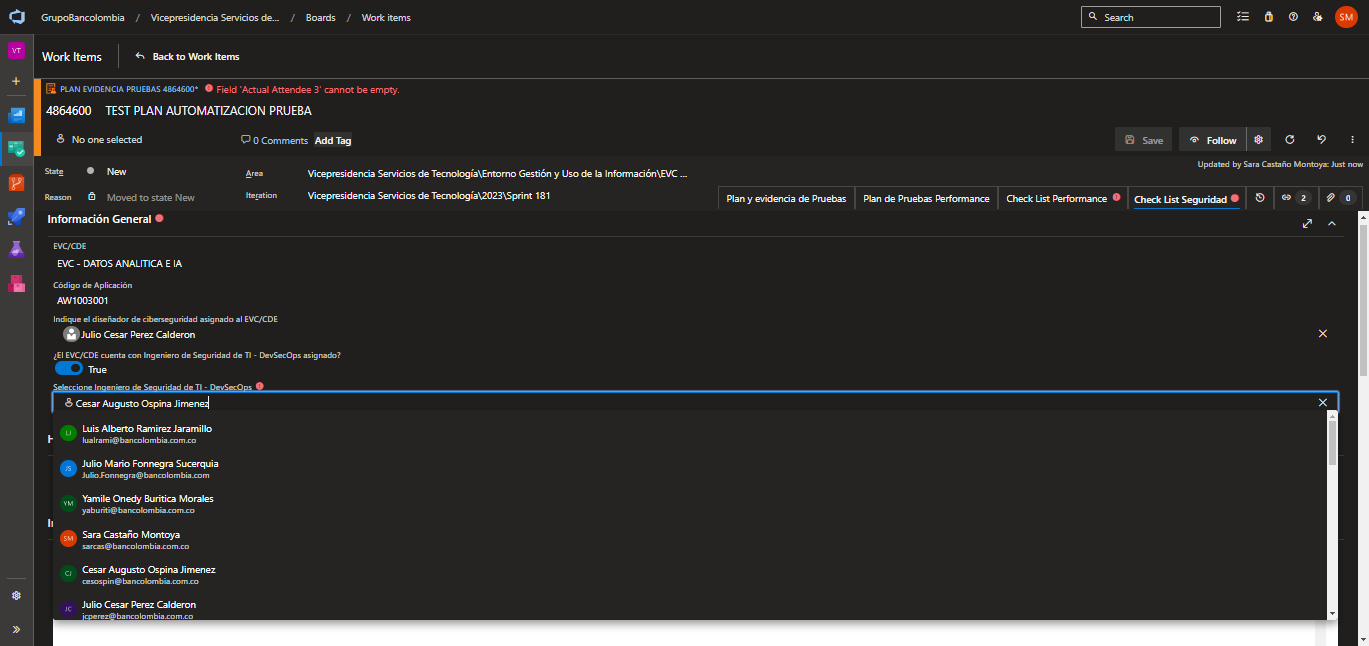 GrupoBancolombia / Vicepresidencia Servicios de... / Boards / Work items
Search
SM
VT
Work Items
Back to Work Items
PLAN EVIDENCIA PRUEBAS 4864600*
Field 'Actual Attendee 3' cannot be empty.
4864600 TEST PLAN AUTOMATIZACION PRUEBA
No one selected
0 Comments
Add Tag
Save
Follow
Updated by Sara Castaño Montoya: Just now
State
New
Area
Vicepresidencia Servicios de Tecnología\Entorno Gestión y Uso de la Información\EVC ...
Reason
Moved to state New
Iteration
Vicepresidencia Servicios de Tecnología\2023\Sprint 181
Plan y evidencia de Pruebas
Plan de Pruebas Performance
Check List Performance
Check List Seguridad
2
0
Información General
EVC/CDE
EVC - DATOS ANALITICA E IA
Código de Aplicación
AW1003001
Indique el diseñador de ciberseguridad asignado al EVC/CDE
Julio Cesar Perez Calderon
¿El EVC/CDE cuenta con Ingeniero de Seguridad de TI - DevSecOps asignado?
True
Seleccione Ingeniero de Seguridad de TI - DevSecOps
Cesar Augusto Ospina Jimenez
LJ
Luis Alberto Ramirez Jaramillo
lualrami@bancolombia.com.co
JS
Julio Mario Fonnegra Sucerquia
Julio.Fonnegra@bancolombia.com
YM
Yamile Onedy Buritica Morales
yaburiti@bancolombia.com.co
SM
Sara Castaño Montoya
sarcas@bancolombia.com.co
CJ
Cesar Augusto Ospina Jimenez
cesospin@bancolombia.com.co
JC
Julio Cesar Perez Calderon
jcperez@bancolombia.com.co